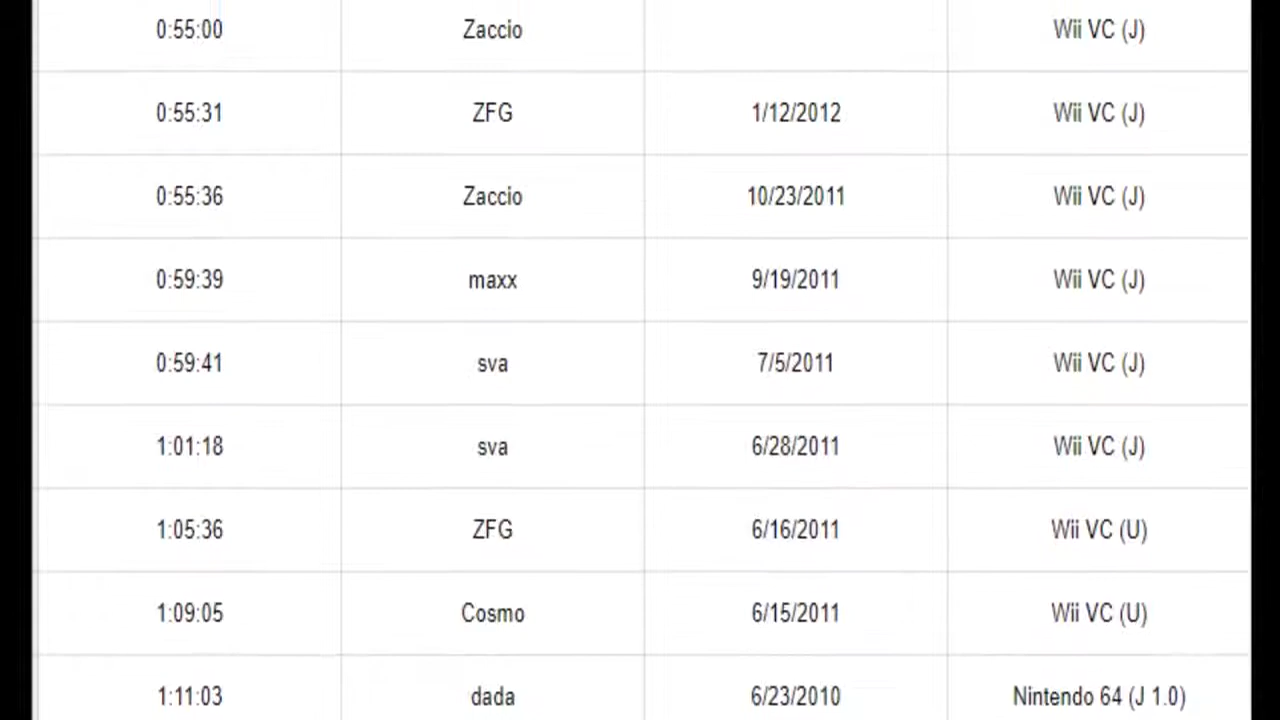 0:55:00 Zaccio Wii VC (J)
0:55:31 ZFG 1/12/2012 Wii VC (J)
0:55:36 Zaccio 10/23/2011 Wii VC (J)
0:59:39 maxx 9/19/2011 Wii VC (J)
0:59:41 sva 7/5/2011 Wii VC (J)
1:01:18 sva 6/28/2011 Wii VC (J)
1:05:36 ZFG 6/16/2011 Wii VC (U)
1:09:05 Cosmo 6/15/2011 Wii VC (U)
1:11:03 dada 6/23/2010 Nintendo 64 (J 1.0)